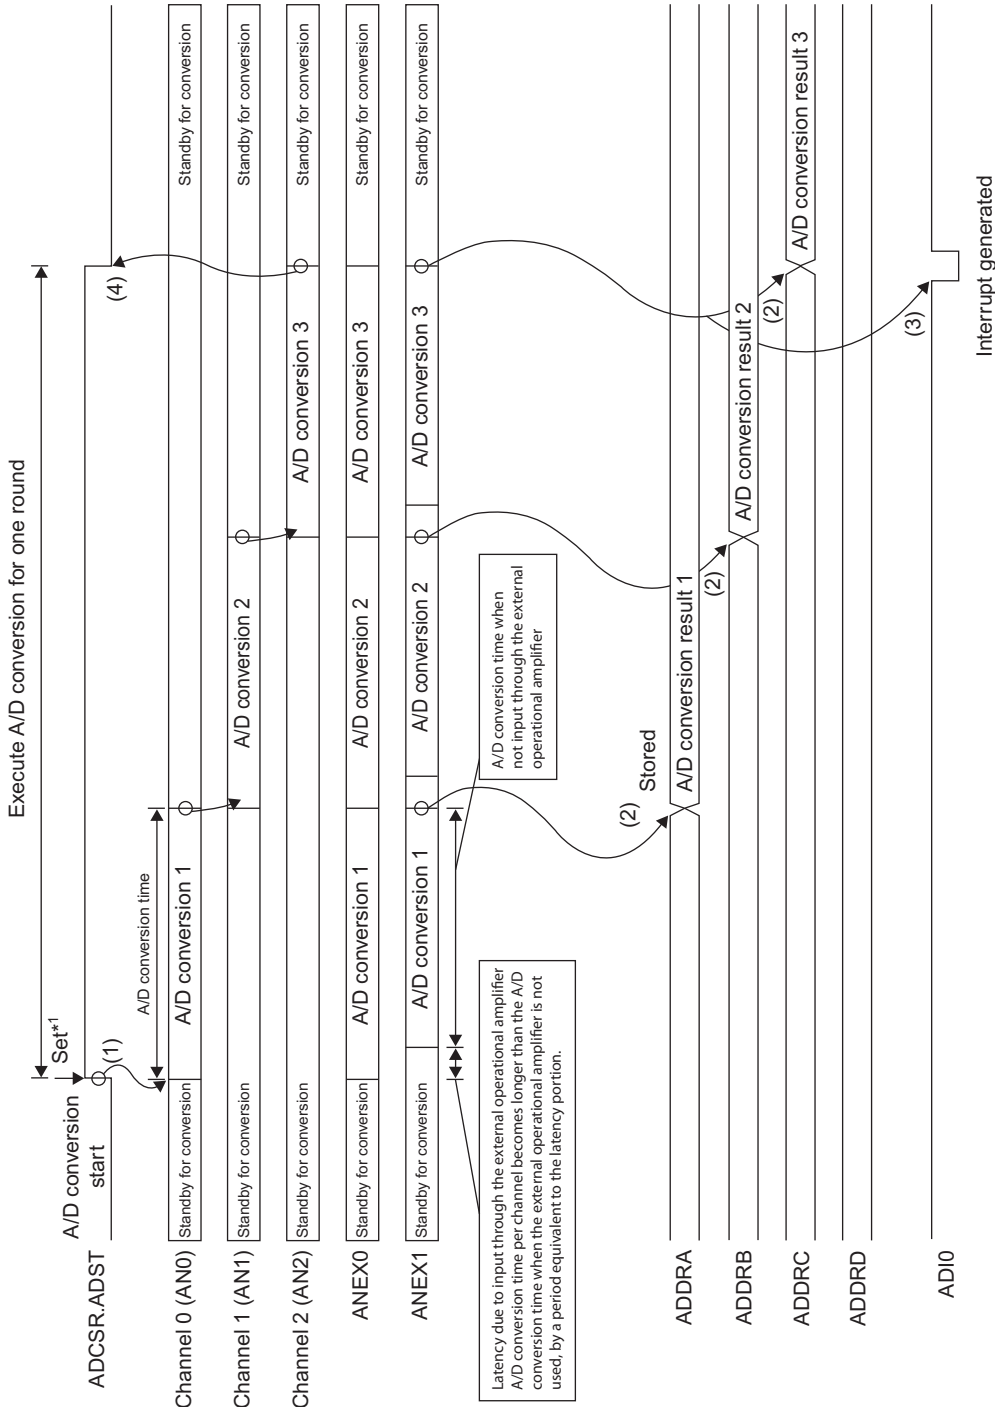 Execute A/D conversion for one round
A/D conversion
start
Set*1
ADCSR.ADST
(1)
(4)
A/D conversion time
Channel 0 (AN0)
Standby for conversion
A/D conversion 1
Standby for conversion
Channel 1 (AN1)
Standby for conversion
A/D conversion 2
Standby for conversion
Channel 2 (AN2)
Standby for conversion
A/D conversion 3
Standby for conversion
ANEX0
Standby for conversion
A/D conversion 1
A/D conversion 2
A/D conversion 3
Standby for conversion
ANEX1
Standby for conversion
A/D conversion 1
A/D conversion 2
A/D conversion 3
Standby for conversion
Latency due to input through the external operational amplifier
A/D conversion time per channel becomes longer than the A/D
conversion time when the external operational amplifier is not
used, by a period equivalent to the latency portion.
A/D conversion time when
not input through the external
operational amplifier
(2)
Stored
ADDRA
A/D conversion result 1
(2)
ADDRB
A/D conversion result 2
(2)
ADDRC
A/D conversion result 3
ADDRD
(3)
ADI0
Interrupt generated